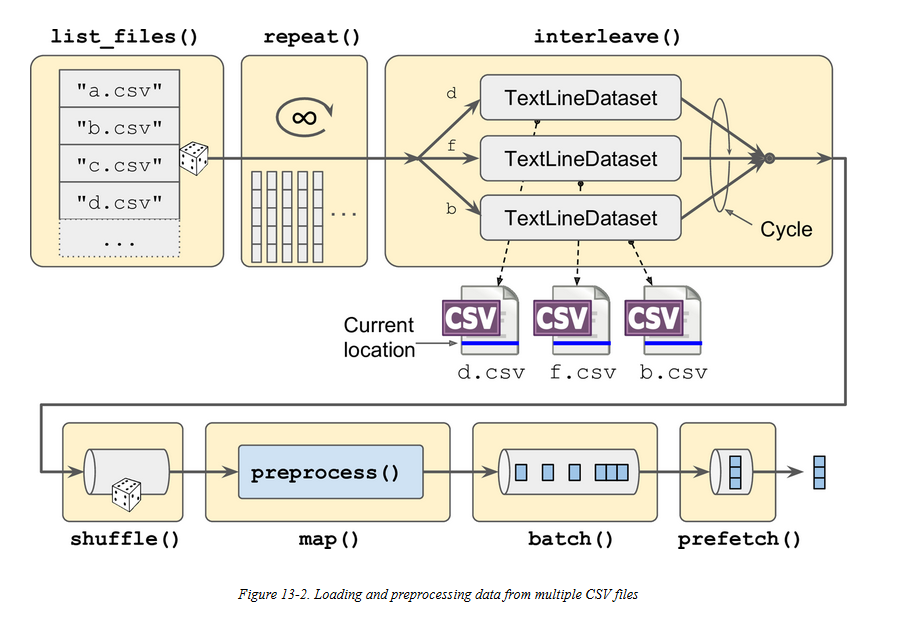 list_files()
repeat()
interleave()
"a.csv"
"b.csv"
"c.csv"
"d.csv"
...
∞
...
d
f
b
TextLineDataset
TextLineDataset
TextLineDataset
Cycle
Current
location
CSV
CSV
CSV
d.csv
f.csv
b.csv
preprocess()
shuffle()
map()
batch()
prefetch()
Figure 13-2. Loading and preprocessing data from multiple CSV files